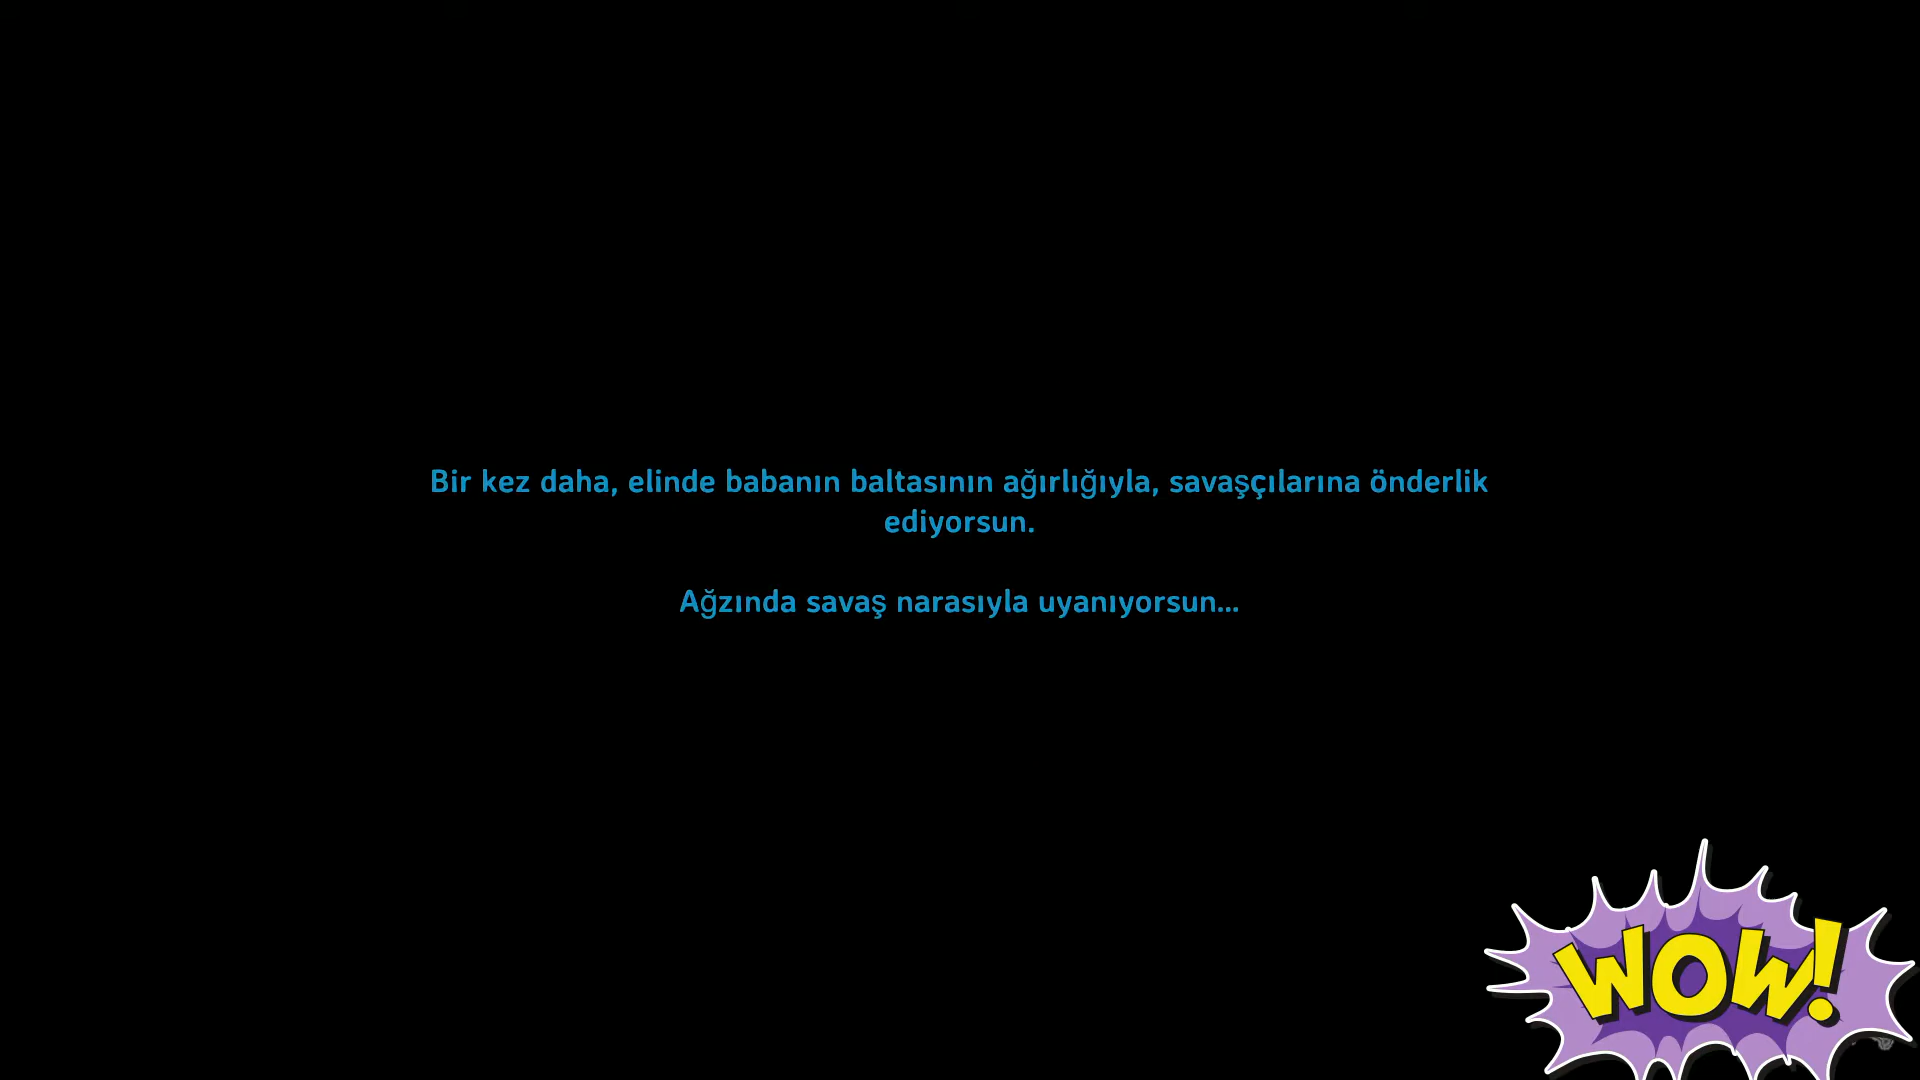 Bir kez daha, elinde babanın baltasının ağırlığıyla, savaşçılarına önderlik
ediyorsun.
Ağzında savaş narasıyla uyanıyorsun...
WOW!